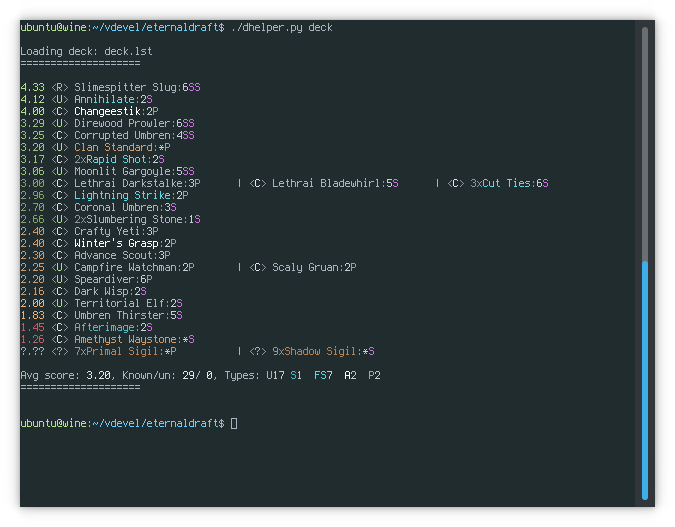 ubuntu@wine:~/vdevel/eternaldraft$ ./dhelper.py deck
Loading deck: deck.lst
====================
4.33 <R> Slimespitter Slug:6SS
4.12 <U> Annihilate:2S
4.00 <C> Changeestik:2P
3.29 <U> Direwood Prowler:6SS
3.25 <C> Corrupted Umbren:4SS
3.20 <U> Clan Standard:*P
3.17 <C> 2xRapid Shot:2S
3.06 <U> Moonlit Gargoyle:5SS
3.00 <C> Lethrai Darkstalke:3P | <C> Lethrai Bladewhirl:5S | <C> 3xCut Ties:6S
2.96 <C> Lightning Strike:2P
2.70 <C> Coronal Umbren:3S
2.66 <U> 2xSlumbering Stone:1S
2.40 <C> Crafty Yeti:3P
2.40 <C> Winter's Grasp:2P
2.30 <C> Advance Scout:3P
2.25 <U> Campfire Watchman:2P | <C> Scaly Gruan:2P
2.20 <U> Speardiver:6P
2.16 <C> Dark Wisp:2S
2.00 <U> Territorial Elf:2S
1.83 <C> Umbren Thirster:5S
1.45 <C> Afterimage:2S
1.26 <C> Amethyst Waystone:*S
?.?? <?> 7xPrimal Sigil:*P | <?> 9xShadow Sigil:*S
Avg score: 3.20, Known/un: 29/ 0, Types: U17 S1 FS7 A2 P2
====================
ubuntu@wine:~/vdevel/eternaldraft$